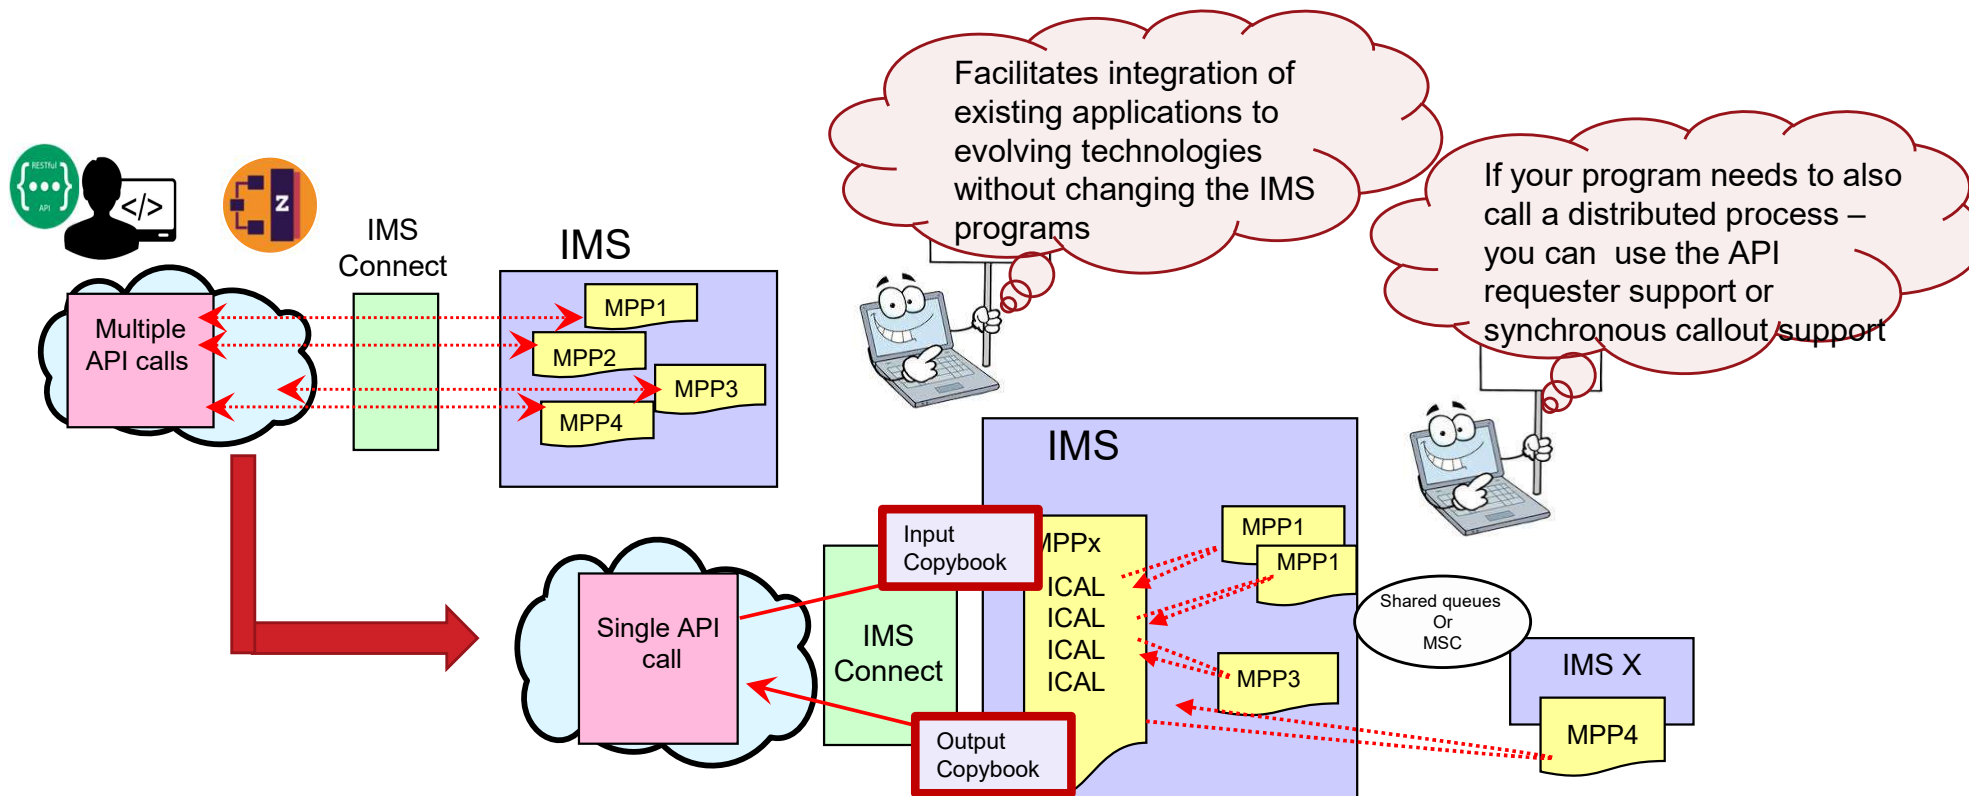 Facilitates integration of
existing applications to
evolving technologies
without changing the IMS
programs
If your program needs to also
call a distributed process –
you can use the API
requester support or
synchronous callout support
RESTful
{•••}
API
</>
Z
IMS
Connect
IMS
Multiple
API calls
MPP1
MPP2
MPP3
MPP4
IMS
Input
Copybook
MPPx
ICAL
ICAL
ICAL
ICAL
MPP1
MPP1
MPP3
Single API
call
IMS
Connect
Output
Copybook
Shared queues
Or
MSC
IMS X
MPP4